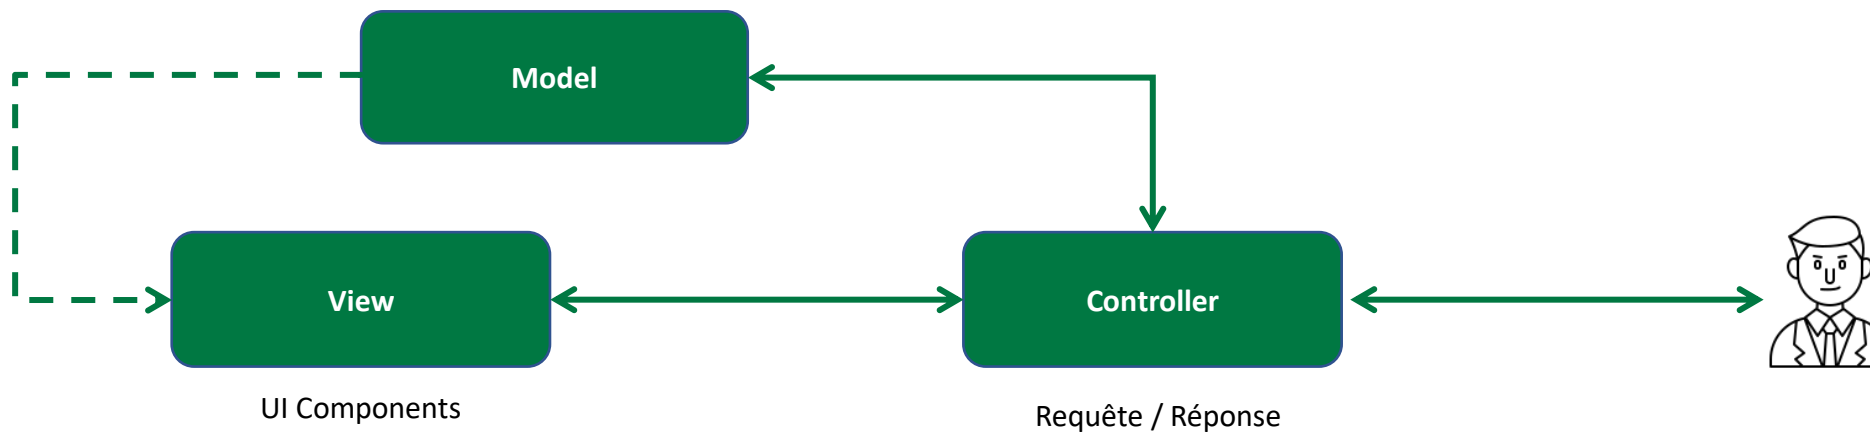 Model
View
Controller
UI Components
Requête / Réponse